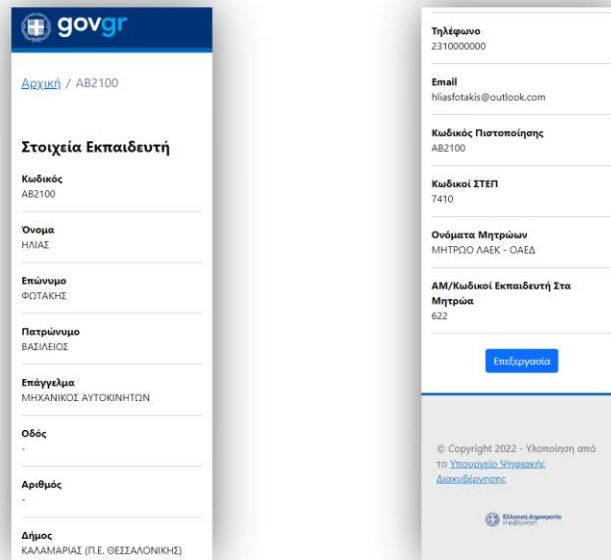 govgr
Αρχική / AB2100
Στοιχεία Εκπαιδευτή
Κωδικός
AB2100
Όνομα
ΗΛΙΑΣ
Επώνυμο
ΦΩΤΑΚΗΣ
Πατρώνυμο
ΒΑΣΙΛΕΙΟΣ
Επάγγελμα
ΜΗΧΑΝΙΚΟΣ ΑΥΤΟΚΙΝΗΤΩΝ
Οδός
-
Αριθμός
-
Δήμος
ΚΑΛΑΜΑΡΙΑΣ (Π.Ε. ΘΕΣΣΑΛΟΝΙΚΗΣ)
Τηλέφωνο
2310000000
Email
hliasfotakis@outlook.com
Κωδικός Πιστοποίησης
AB2100
Κωδικοί ΣΤΕΠ
7410
Ονόματα Μητρώων
ΜΗΤΡΩΟ ΛΑΕΚ - ΟΑΕΔ
ΑΜ/Κωδικοί Εκπαιδευτή Στα
Μητρώα
622
Επεξεργασία
© Copyright 2022 - Υλοποίηση από
το Υπουργείο Ψηφιακής
Διακυβέρνησης
Ελληνική Δημοκρατία
Η κυβέρνηση